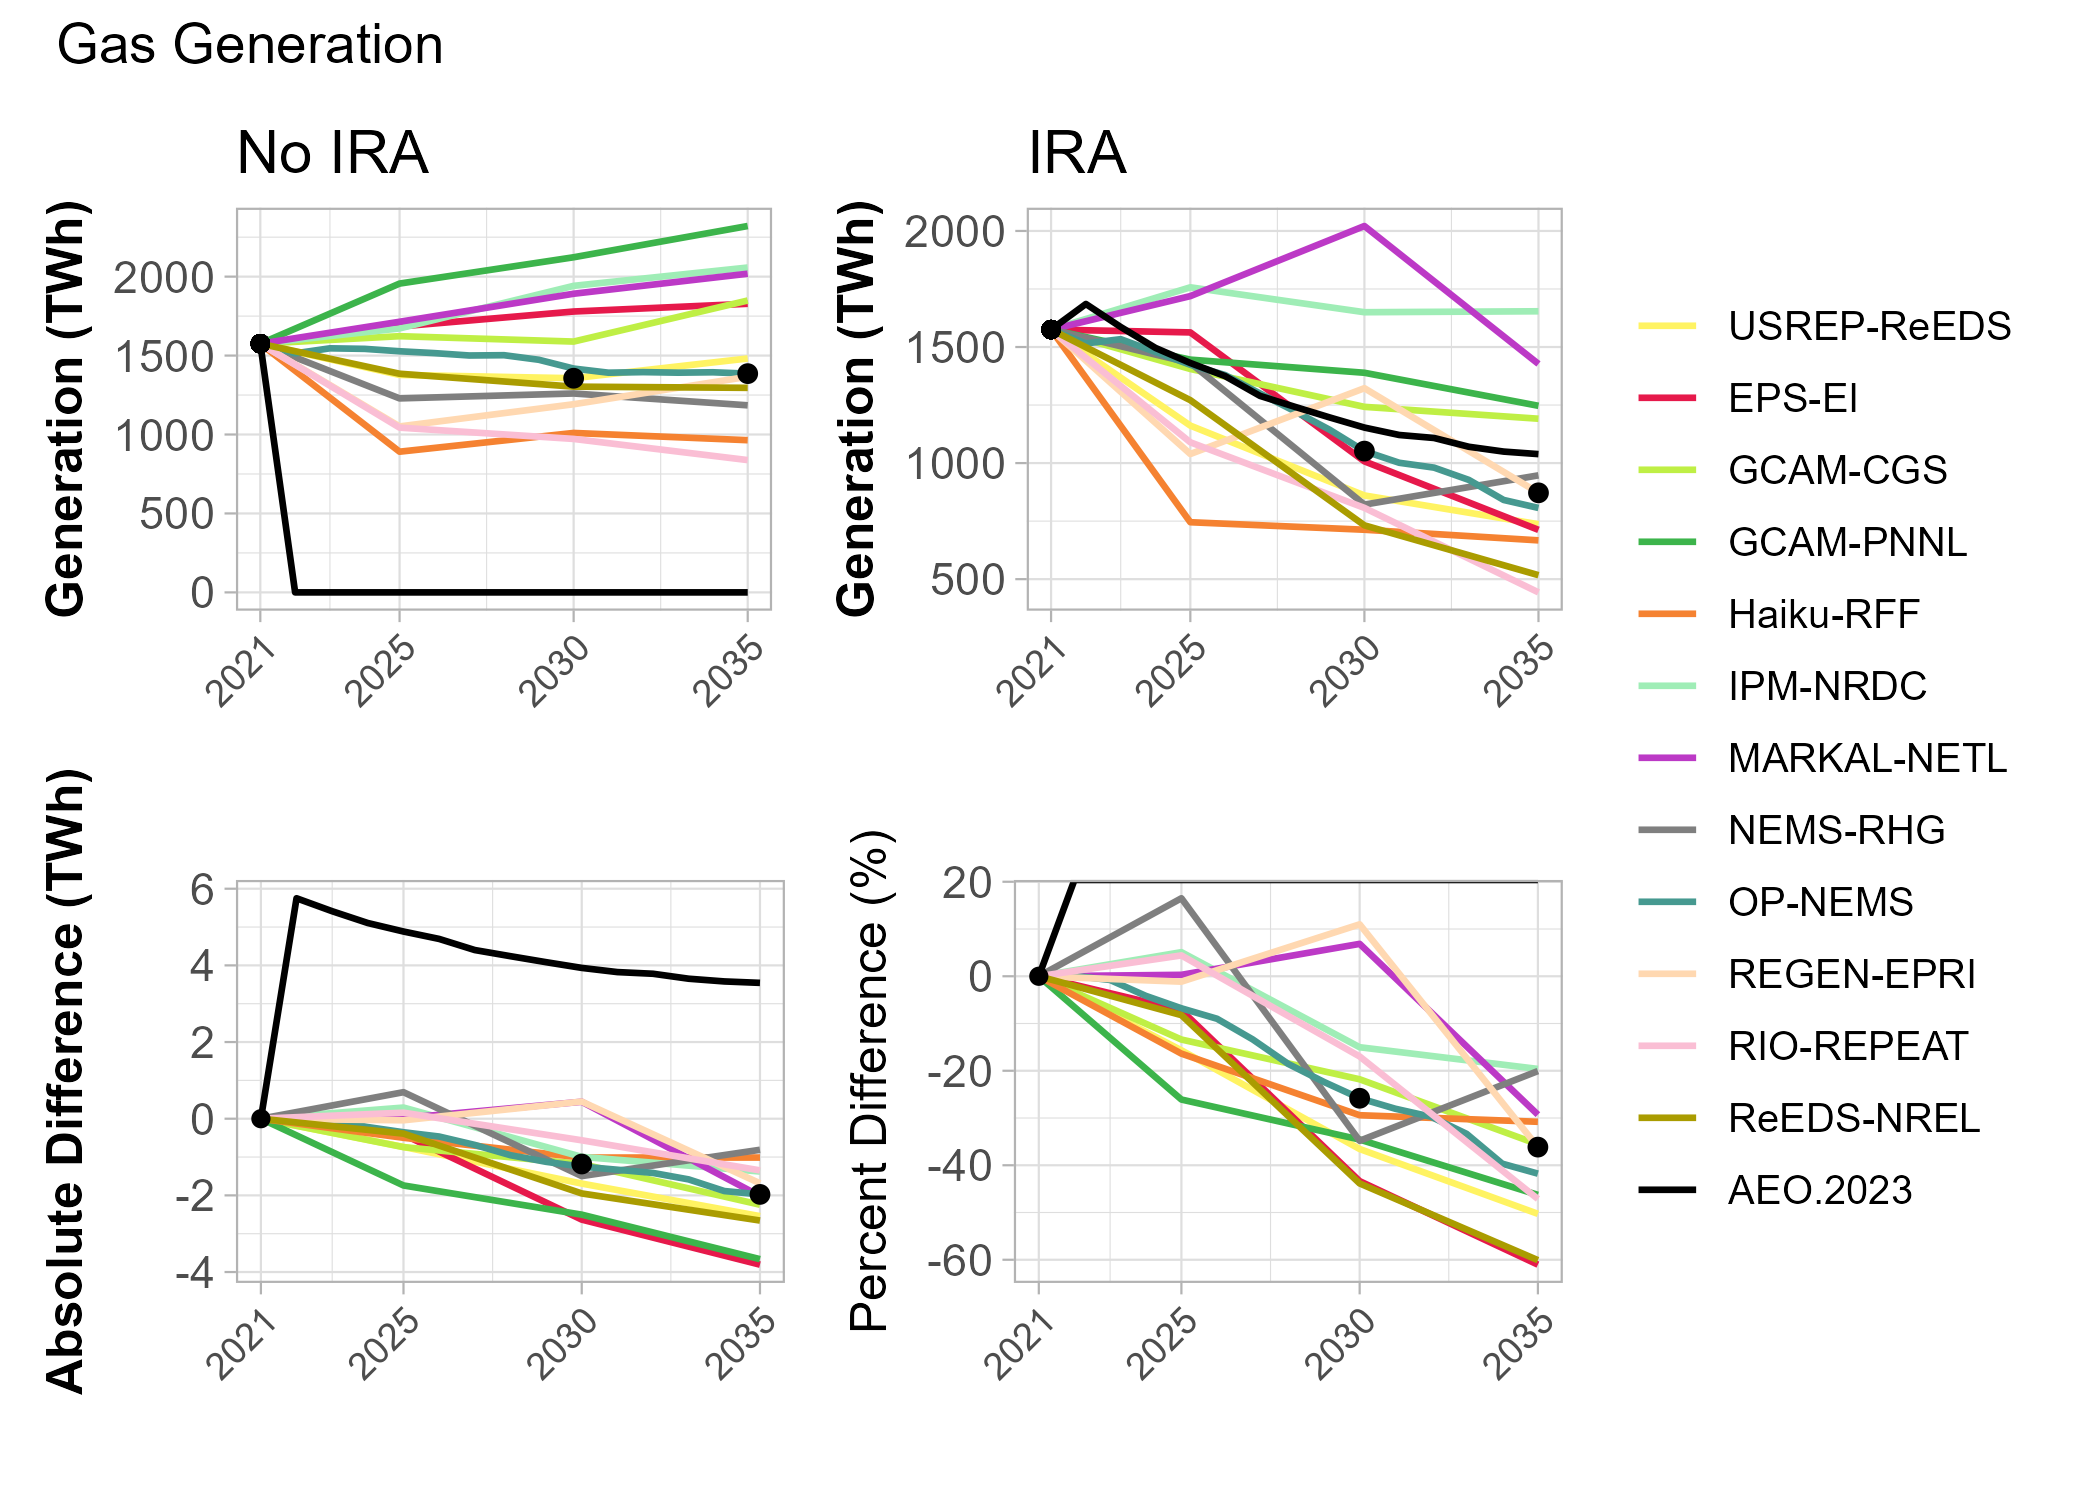 Gas Generation
No IRA
IRA
Generation (TWh)
2000
1500
1000
500
0
2021
2025
2030
2035
Generation (TWh)
2000
1500
1000
500
2021
2025
2030
2035
Absolute Difference (TWh)
6
4
2
0
-2
-4
2021
2025
2030
2035
Percent Difference (%)
20
0
-20
-40
-60
2021
2025
2030
2035
USREP-ReEDS
EPS-EI
GCAM-CGS
GCAM-PNNL
Haiku-RFF
IPM-NRDC
MARKAL-NETL
NEMS-RHG
OP-NEMS
REGEN-EPRI
RIO-REPEAT
ReEDS-NREL
AEO.2023